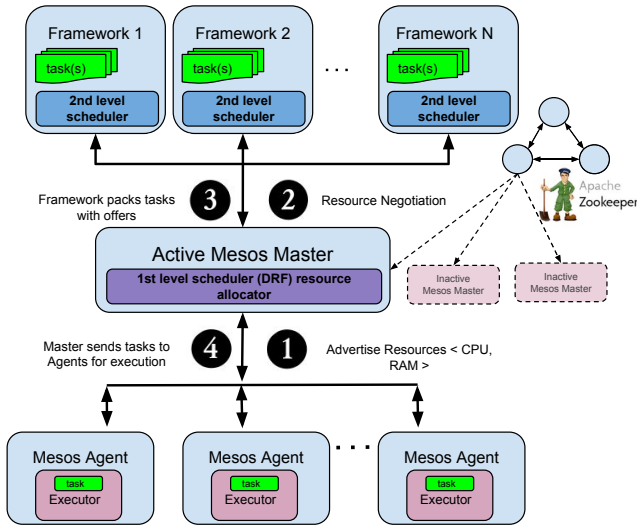 Framework 1
Framework 2
Framework N
task(s)
task(s)
task(s)
. . .
2nd level
scheduler
2nd level
scheduler
2nd level
scheduler
Apache
Zookeeper
Framework packs tasks
with offers
3
2
Resource Negotiation
Active Mesos Master
1st level scheduler (DRF) resource
allocator
Inactive
Mesos Master
Inactive
Mesos Master
Master sends tasks to
Agents for execution
4
1
Advertise Resources < CPU,
RAM >
. . .
Mesos Agent
Mesos Agent
Mesos Agent
task
task
task
Executor
Executor
Executor